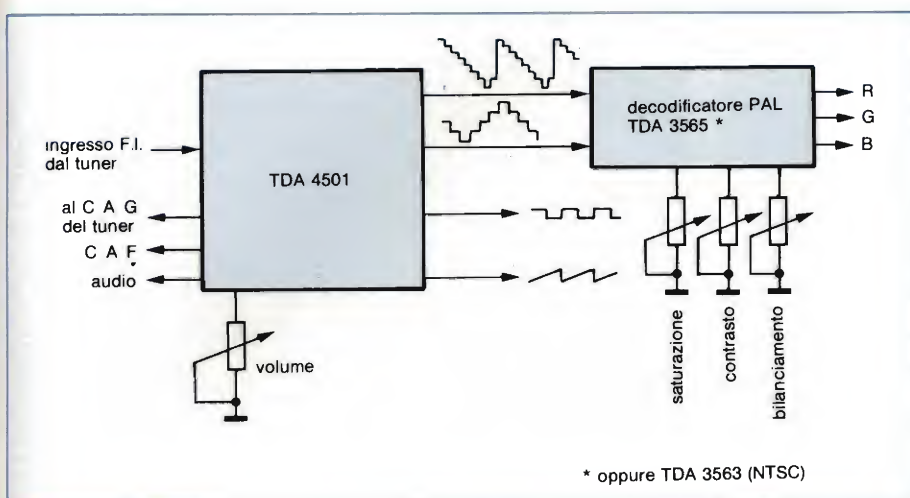 ingresso F.I.
dal tuner
al C A G
del tuner
C A F
audio
TDA 4501
volume
decodificatore PAL
TDA 3565 *
R
G
B
saturazione
contrasto
bilanciamento
* oppure TDA 3563 (NTSC)